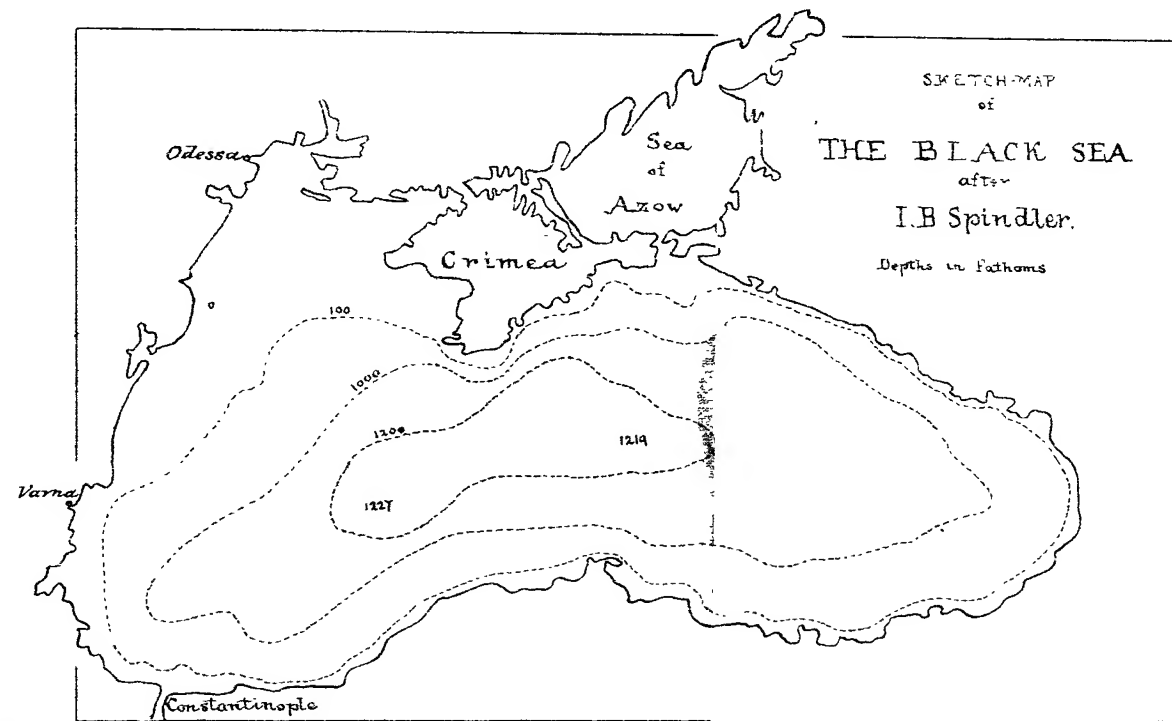 SKETCH-MAP
of
THE BLACK SEA
after
I.B Spindler.
Depths in Fathoms
Odessa
Sea
of
Azow
Crimea
100
1000
1200
1219
1227
Varna
Constantinople